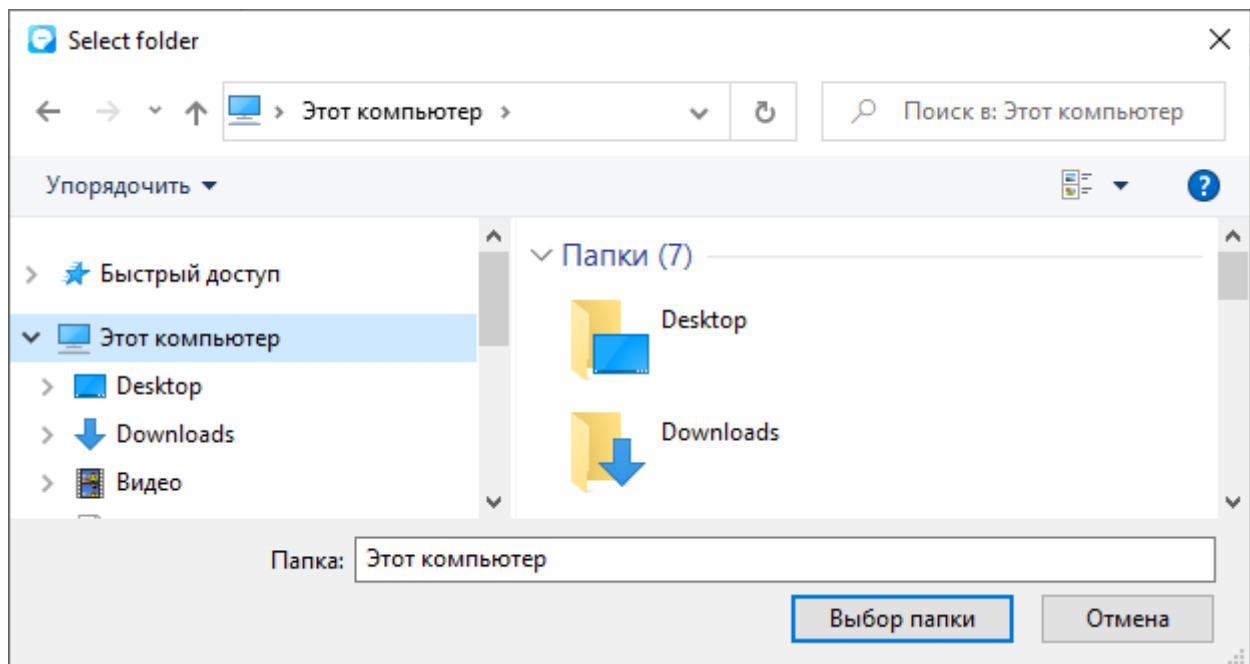 Select folder
Этот компьютер
Поиск в: Этот компьютер
Упорядочить
Быстрый доступ
Этот компьютер
Desktop
Downloads
Видео
Папки (7)
Desktop
Downloads
Папка: Этот компьютер
Выбор папки
Отмена